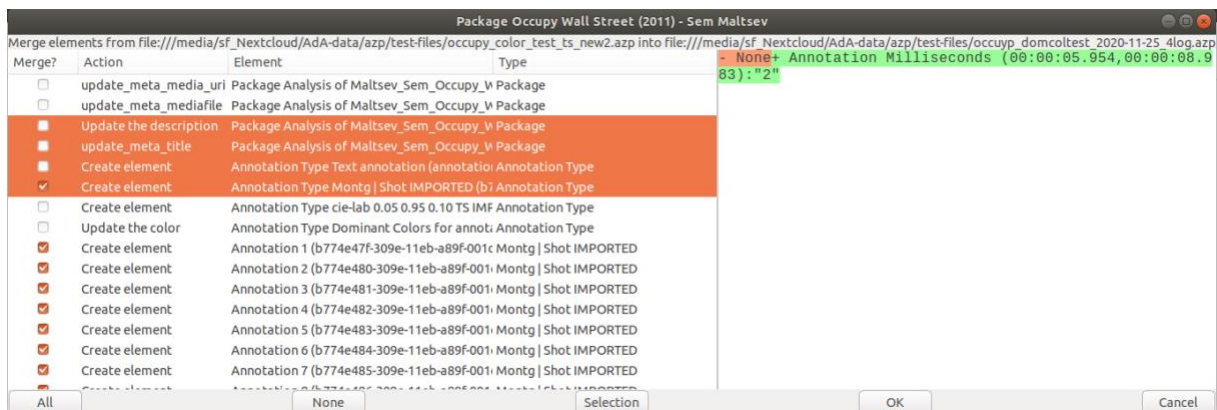 Package Occupy Wall Street (2011) - Sem Maltsev
Merge elements from file:///media/sf_Nextcloud/AdA-data/azp/test-files/occupy_color_test_ts_new2.azp into file:///media/sf_Nextcloud/AdA-data/azp/test-files/occuyp_domcoltest_2020-11-25_4log.azp
Merge? Action Element Type
- None+ Annotation Milliseconds (00:00:05.954,00:00:08.9
83):"2"
update_meta_media_uri Package Analysis of Maltsev_Sem_Occupy_W Package
update_meta_mediafile Package Analysis of Maltsev_Sem_Occupy_W Package
Update the description Package Analysis of Maltsev_Sem_Occupy_W Package
update_meta_title Package Analysis of Maltsev_Sem_Occupy_W Package
Create element Annotation Type Text annotation (annotation Annotation Type
Create element Annotation Type Montg | Shot IMPORTED (b7 Annotation Type
Create element Annotation Type cie-lab 0.05 0.95 0.10 TS IMP Annotation Type
Update the color Annotation Type Dominant Colors for annota Annotation Type
Create element Annotation 1 (b774e47f-309e-11eb-a89f-001c Montg | Shot IMPORTED
Create element Annotation 2 (b774e480-309e-11eb-a89f-001 Montg | Shot IMPORTED
Create element Annotation 3 (b774e481-309e-11eb-a89f-001 Montg | Shot IMPORTED
Create element Annotation 4 (b774e482-309e-11eb-a89f-001 Montg | Shot IMPORTED
Create element Annotation 5 (b774e483-309e-11eb-a89f-001 Montg | Shot IMPORTED
Create element Annotation 6 (b774e484-309e-11eb-a89f-001 Montg | Shot IMPORTED
Create element Annotation 7 (b774e485-309e-11eb-a89f-001 Montg | Shot IMPORTED
All None Selection OK Cancel